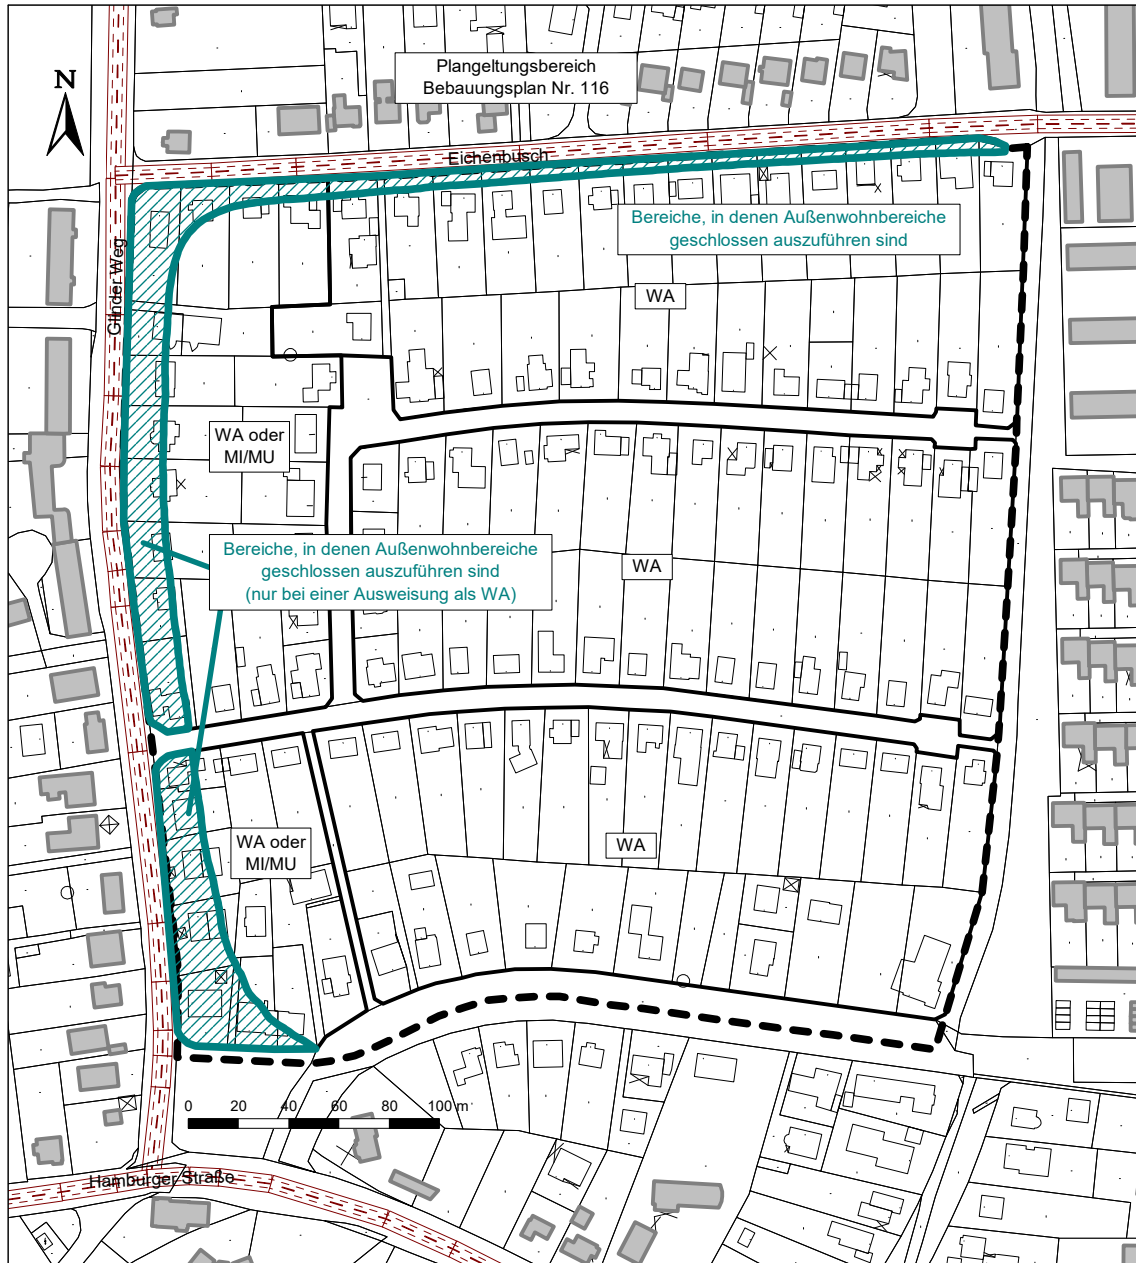 Plangeltungsbereich
Bebauungsplan Nr. 116
N
Eichenbusch
Bereiche, in denen Außenwohnbereiche
geschlossen auszuführen sind
Glinder Weg
WA
WA oder
MI/MU
Bereiche, in denen Außenwohnbereiche
geschlossen auszuführen sind
(nur bei einer Ausweisung als WA)
WA
WA oder
MI/MU
WA
0 20 40 60 80 100 m
Hamburger Straße